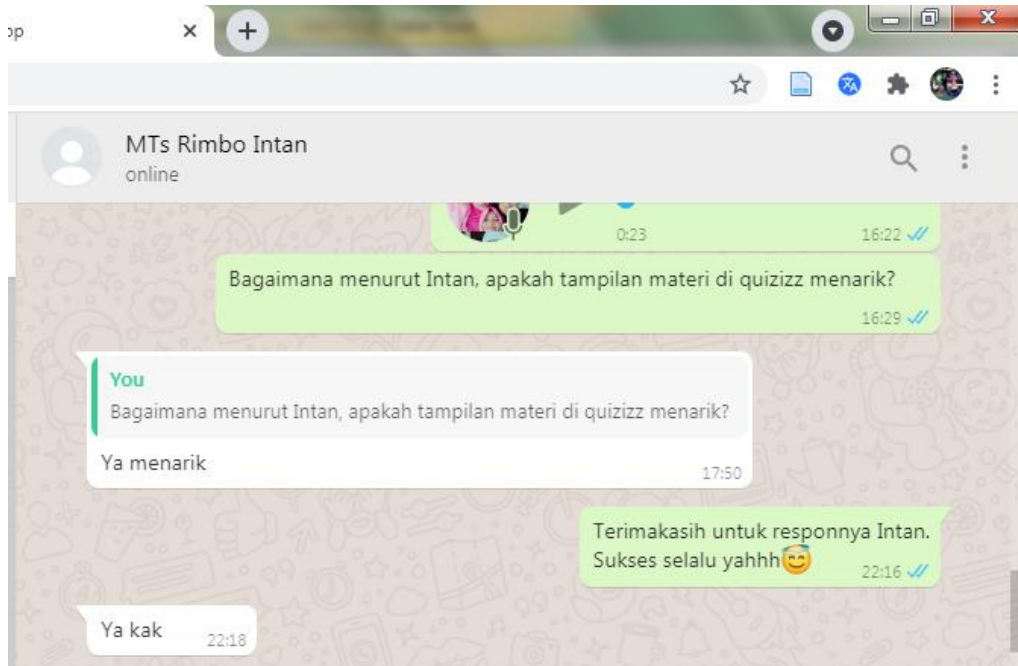 op
MTs Rimbo Intan
online
0:23
16:22
Bagaimana menurut Intan, apakah tampilan materi di quizizz menarik?
16:29
You
Bagaimana menurut Intan, apakah tampilan materi di quizizz menarik?
Ya menarik
17:50
Terimakasih untuk responnya Intan.
Sukses selalu yahhh😇
22:16
Ya kak
22:18